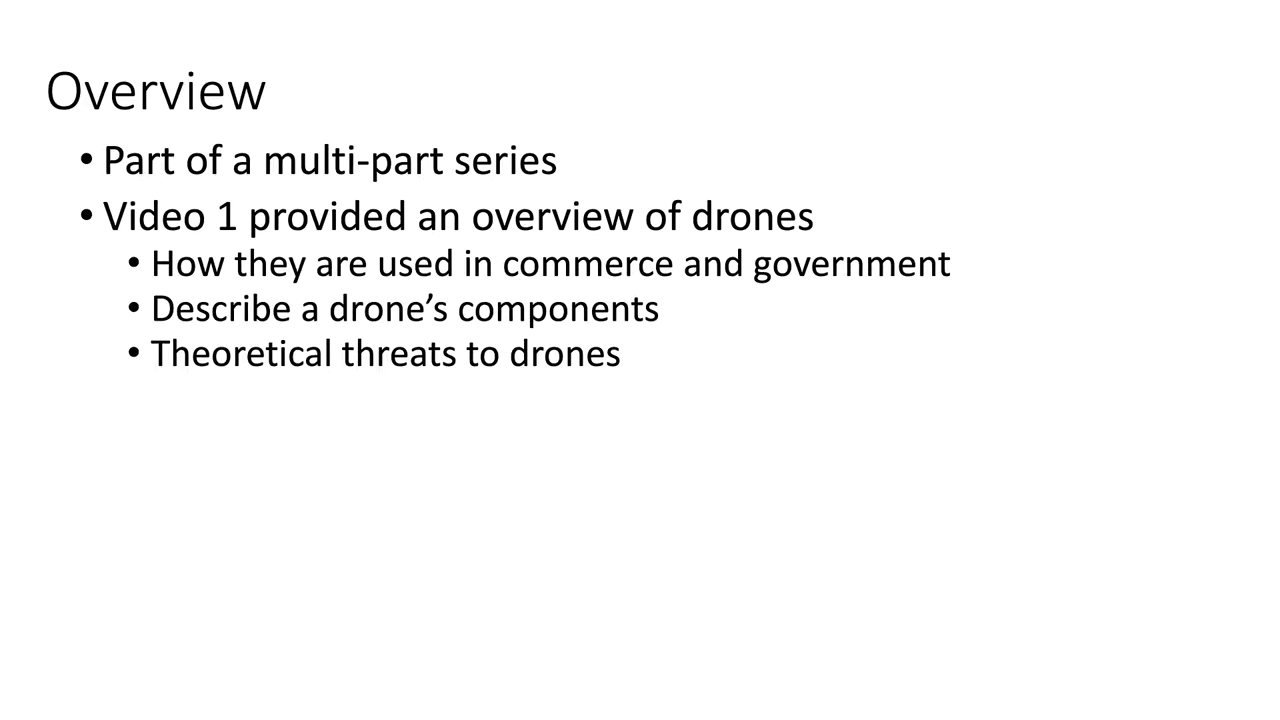 Overview
• Part of a multi-part series
• Video 1 provided an overview of drones
• How they are used in commerce and government
• Describe a drone’s components
• Theoretical threats to drones